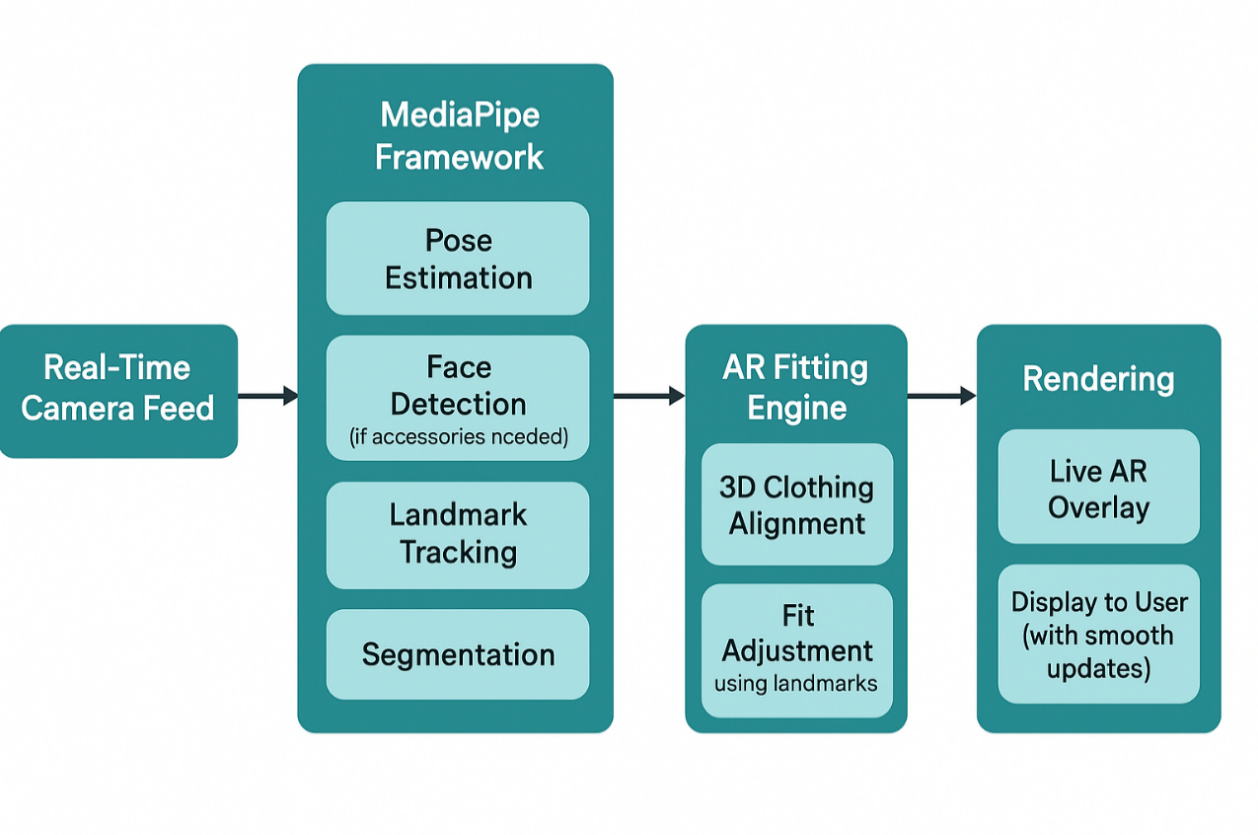 Real-Time
Camera Feed
MediaPipe
Framework
Pose
Estimation
Face
Detection
(if accessories nceded)
Landmark
Tracking
Segmentation
AR Fitting
Engine
3D Clothing
Alignment
Fit
Adjustment
using landmarks
Rendering
Live AR
Overlay
Display to User
(with smooth
updates)